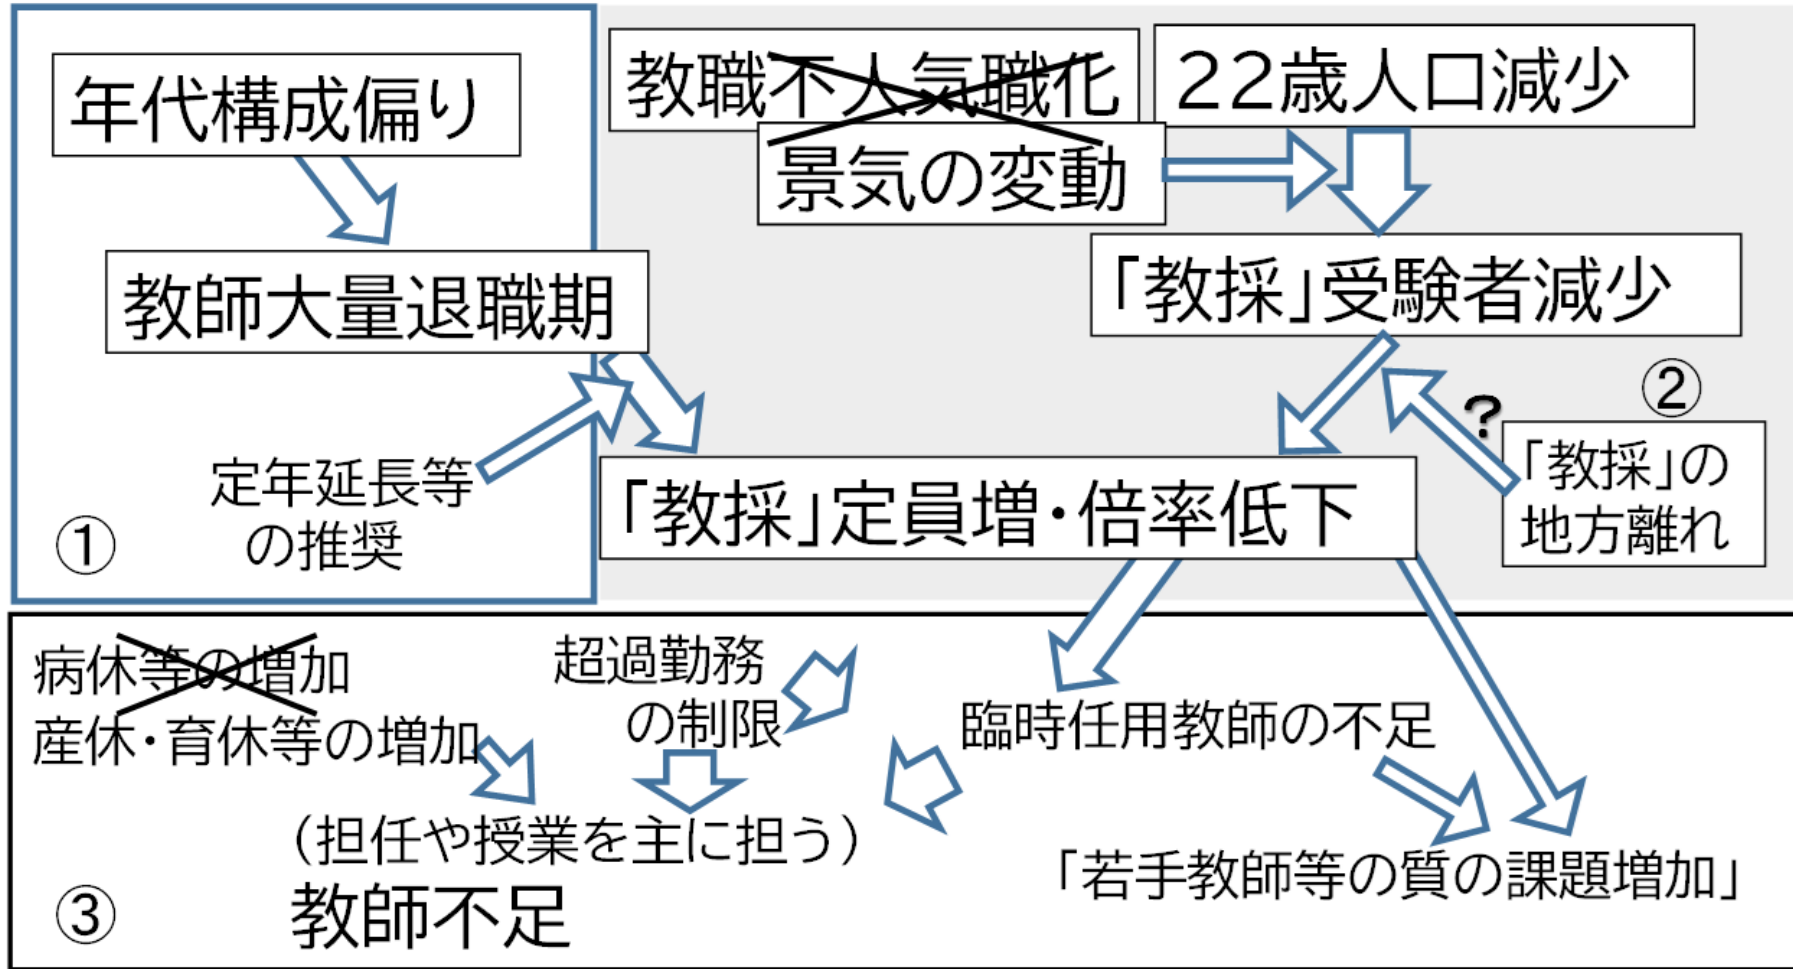 年代構成偏り
教師大量退職期
定年延長等
の推奨
①
教職不人気職化
景気の変動
22歳人口減少
「教採」受験者減少
②
?
「教採」の
地方離れ
「教採」定員増・倍率低下
病休等の増加
産休・育休等の増加
超過勤務
の制限
臨時任用教師の不足
(担任や授業を主に担う)
教師不足
③
「若手教師等の質の課題増加」